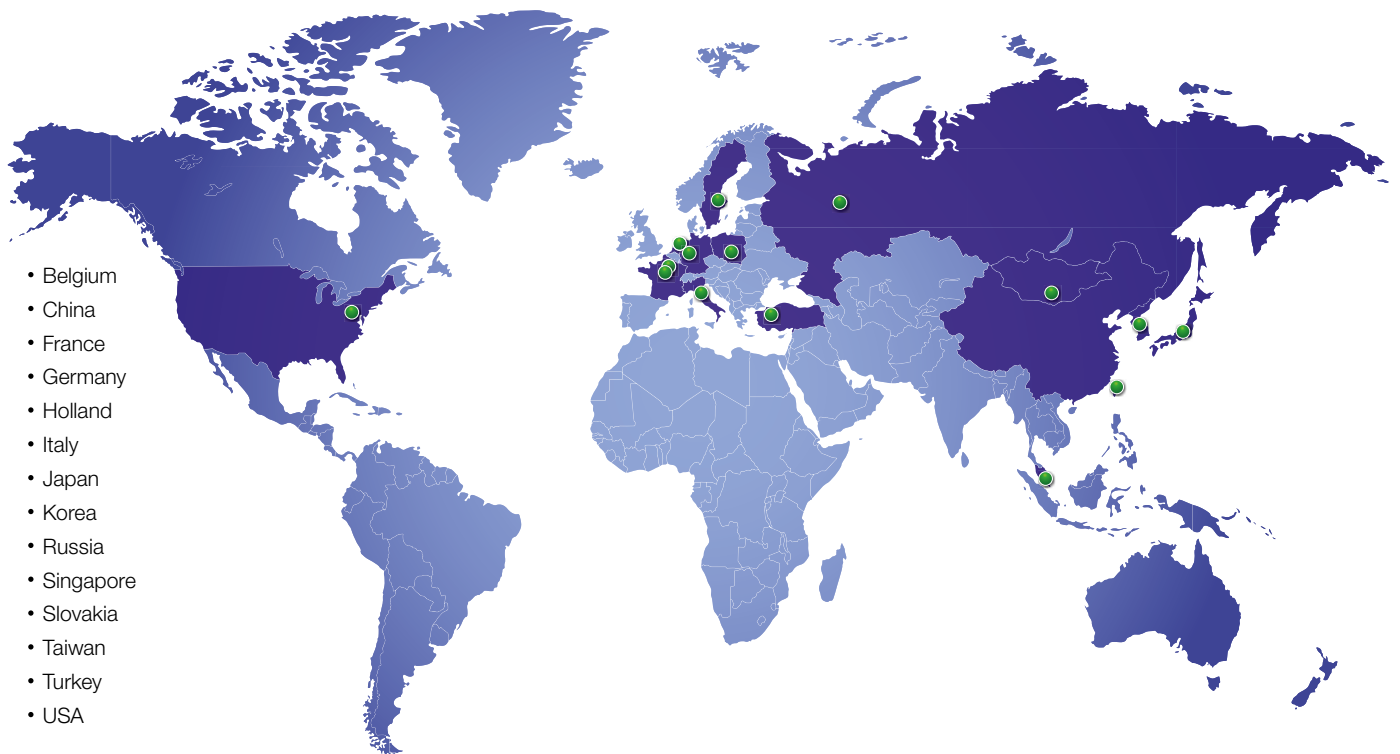 • Belgium
• China
• France
• Germany
• Holland
• Italy
• Japan
• Korea
• Russia
• Singapore
• Slovakia
• Taiwan
• Turkey
• USA